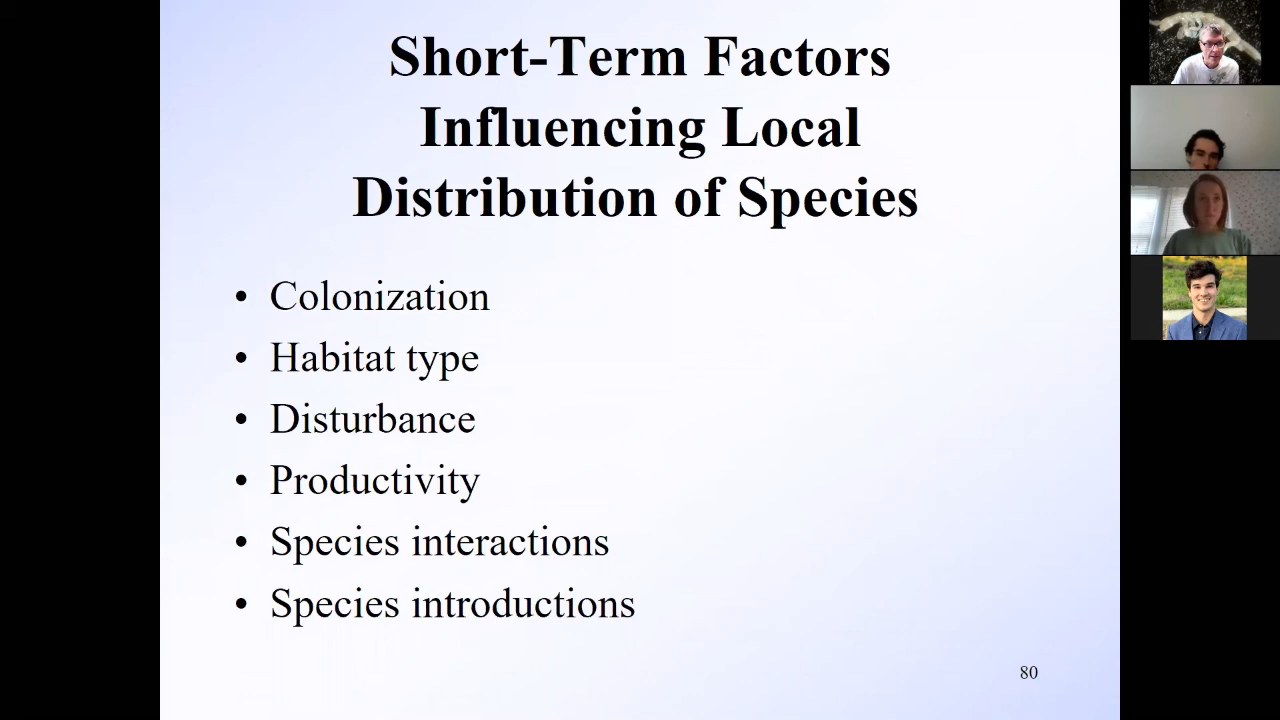 Short-Term Factors
Influencing Local
Distribution of Species
• Colonization
• Habitat type
• Disturbance
• Productivity
• Species interactions
• Species introductions
80